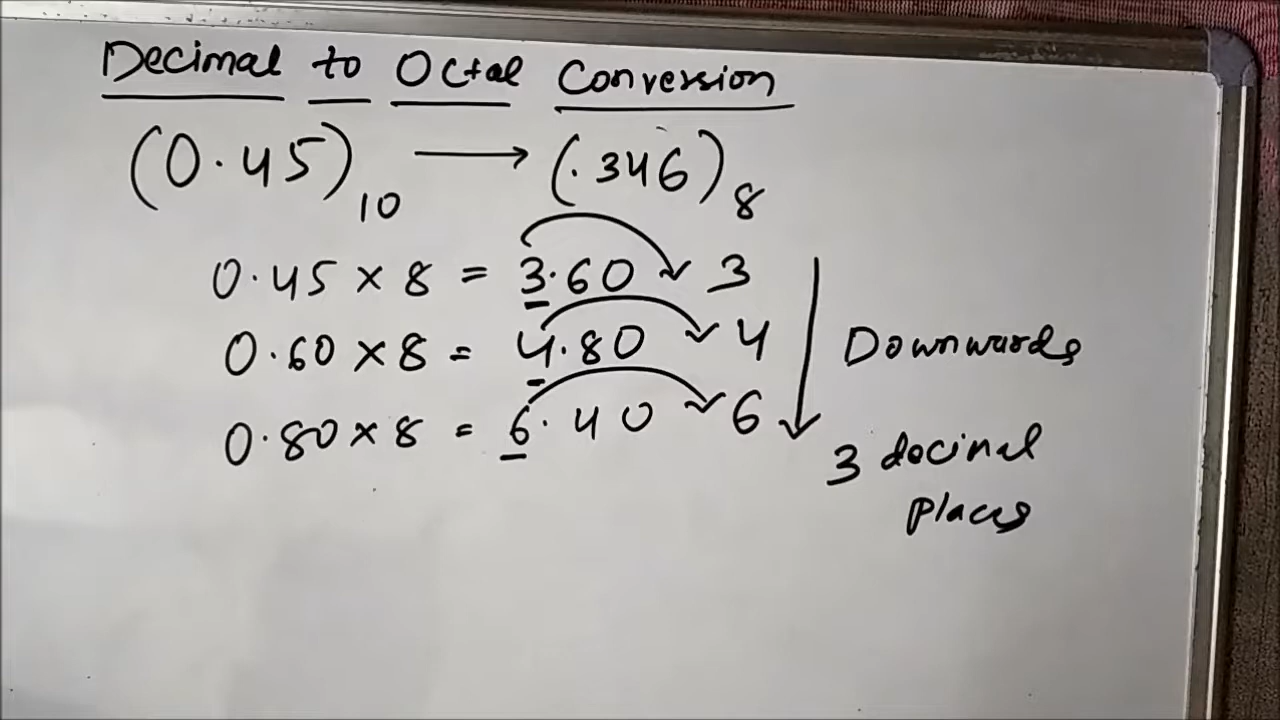 Decimal to Octal Conversion
(0.45)10 → (.346)8
0.45 × 8 = 3.60 3
0.60 × 8 = 4.80 4
Downwards
0.80 × 8 = 6.40 6
3 decimal
places